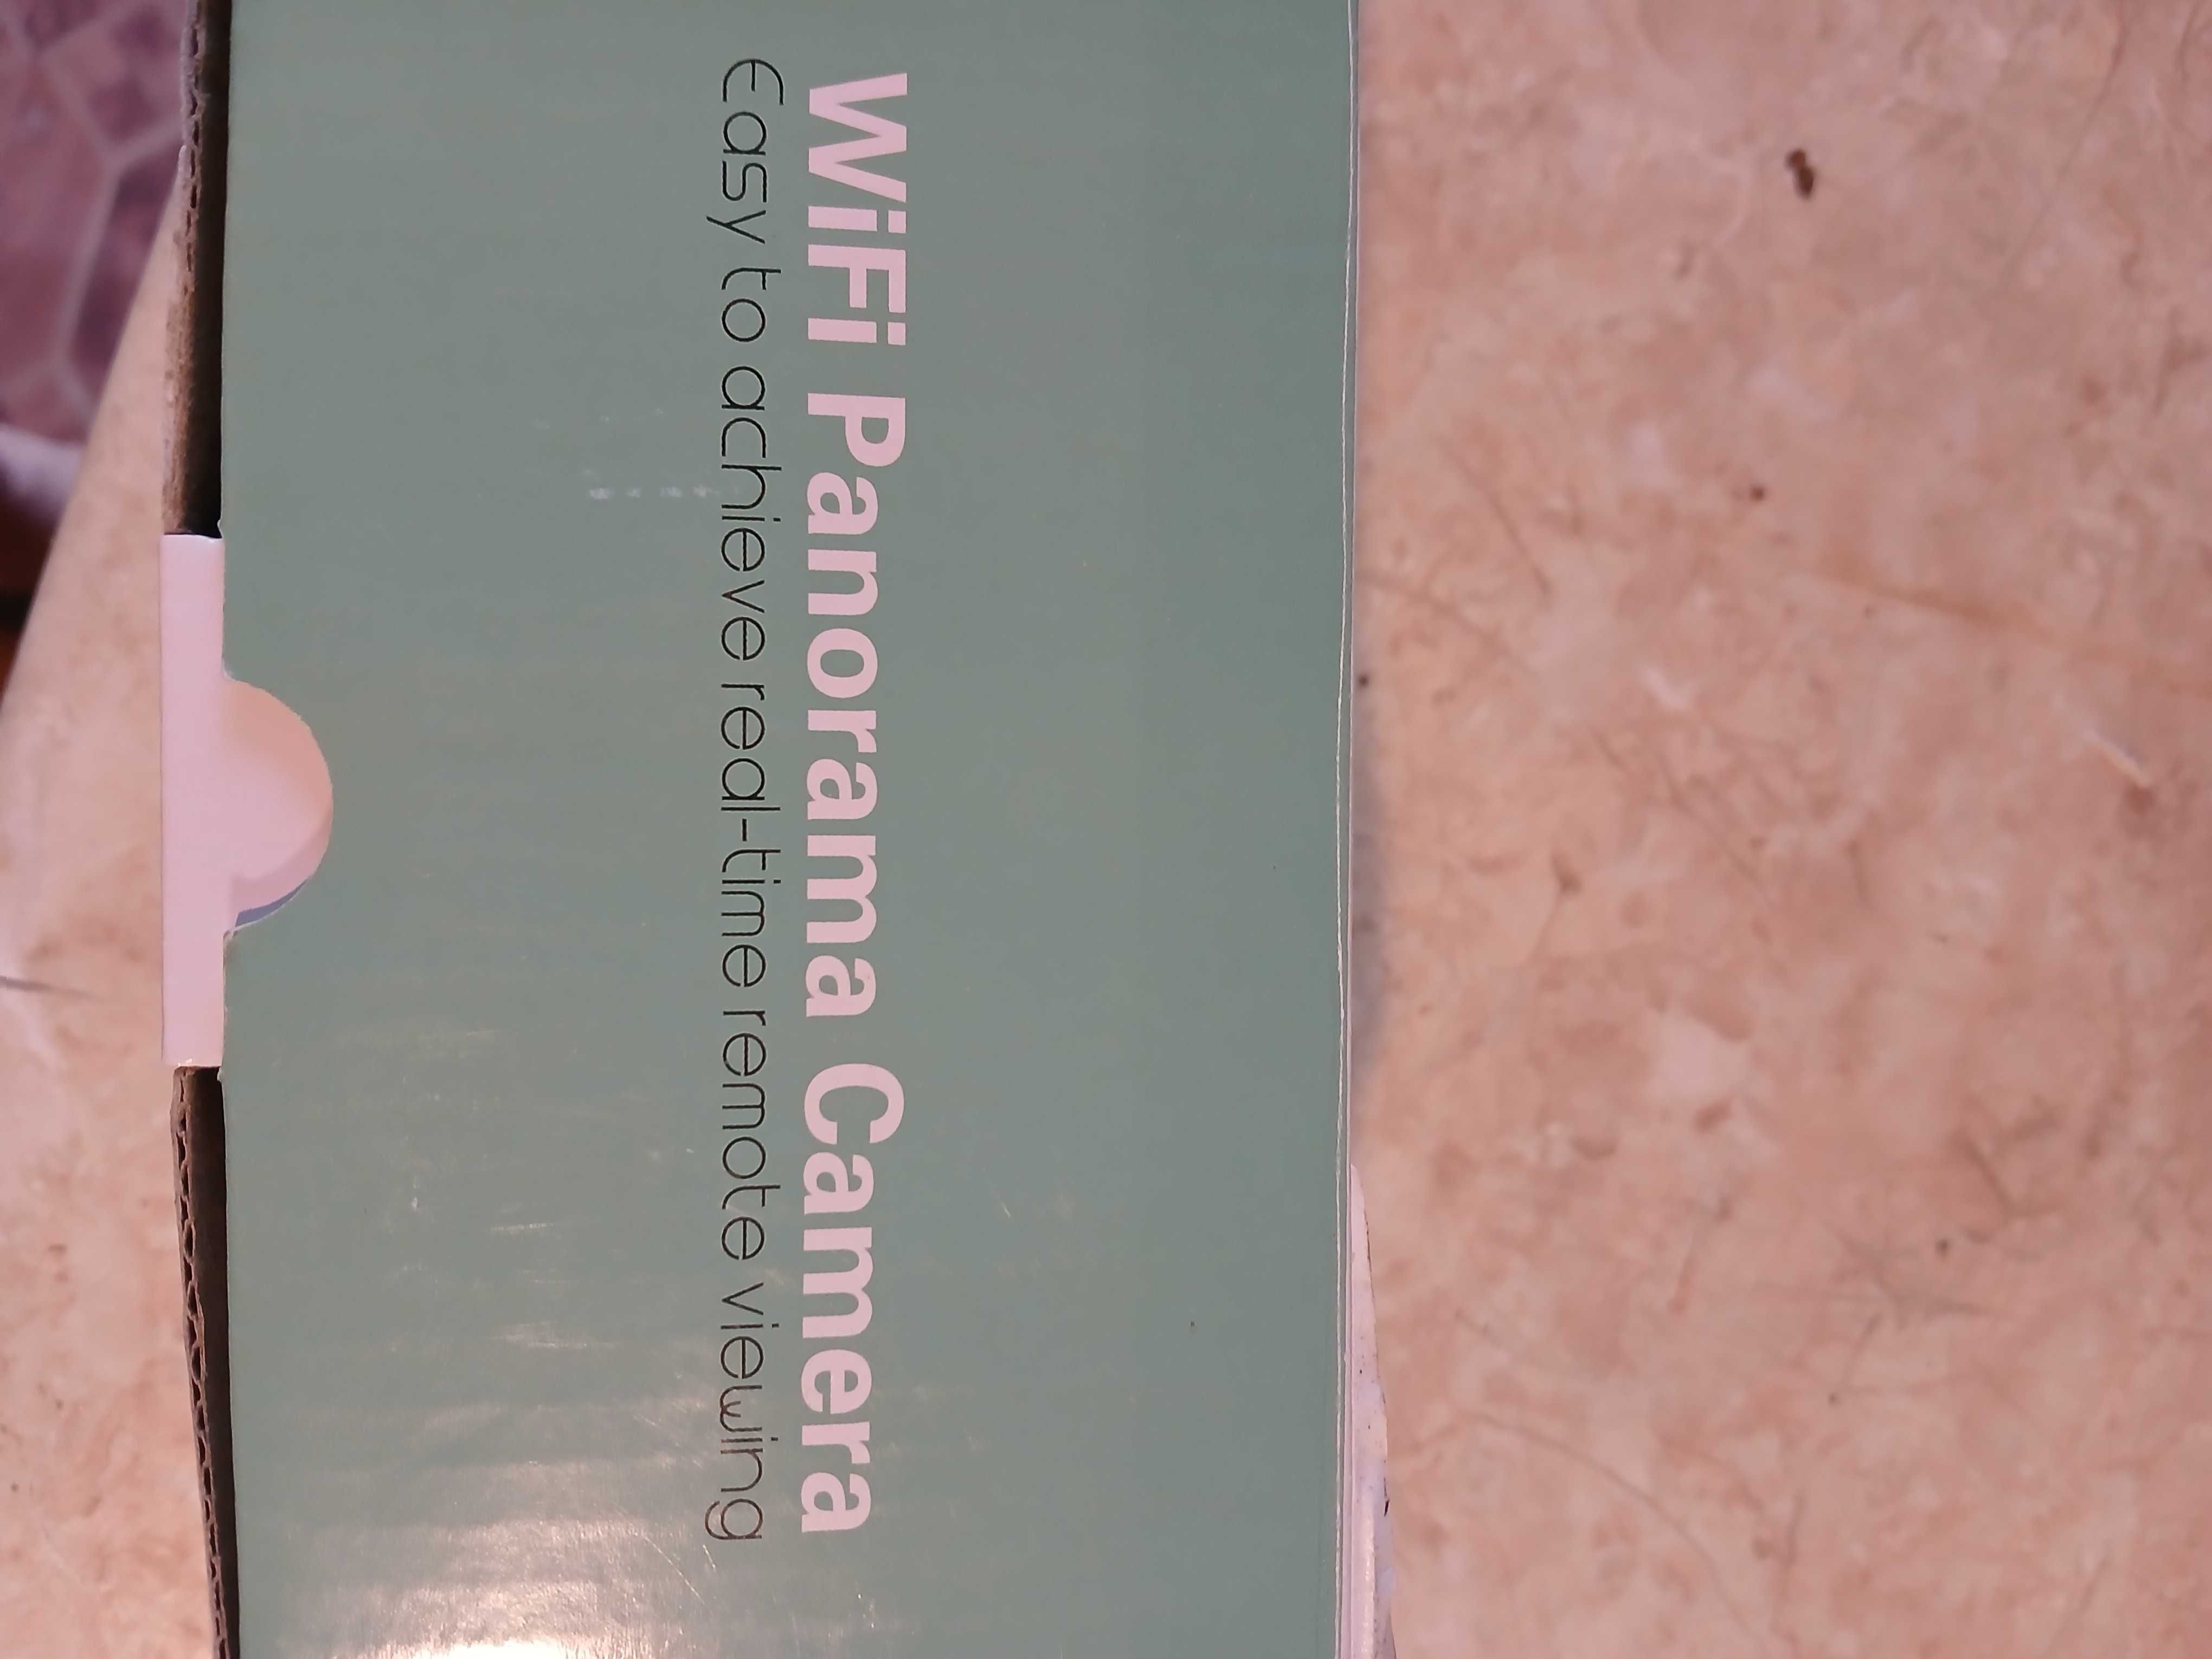 WiFi Panorama Camera
Easy to achieve real-time remote viewing